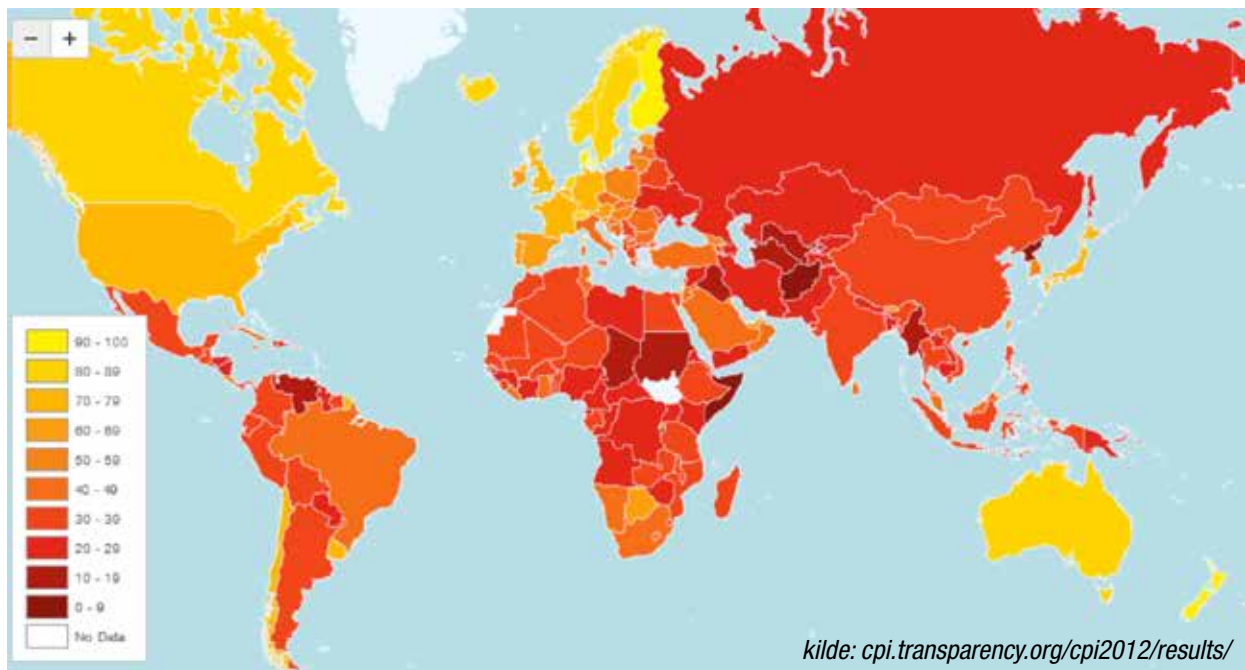 − +
90 - 100
80 - 89
70 - 79
60 - 69
50 - 59
40 - 49
30 - 39
20 - 29
10 - 19
0 - 9
No Data
kilde: cpi.transparency.org/cpi2012/results/